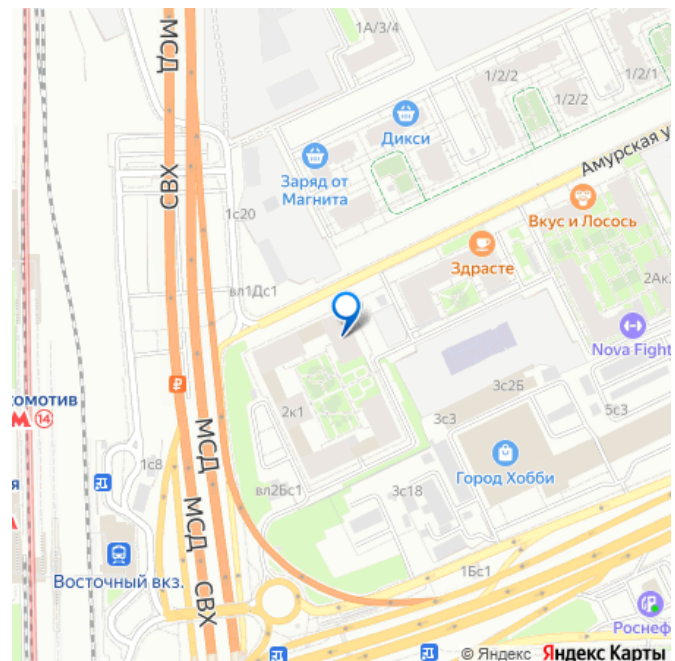 МСД
1А/3/4
1/2/2
1/2/1
1/2/2
Дикси
Амурская у
Заряд от
Магнита
СВХ
Вкус и Лосось
1с20
Здрасте
вл1Дс1
2Ак
Nova Fight
3с2Б
комотив
14
₽
2к1
3с3
5с3
МСД
1с8
Город Хобби
я
вл2Бс1
3с18
МСД
Восточный вкз.
1Бс1
СВХ
Роснеф
© Яндекс Яндекс Карты